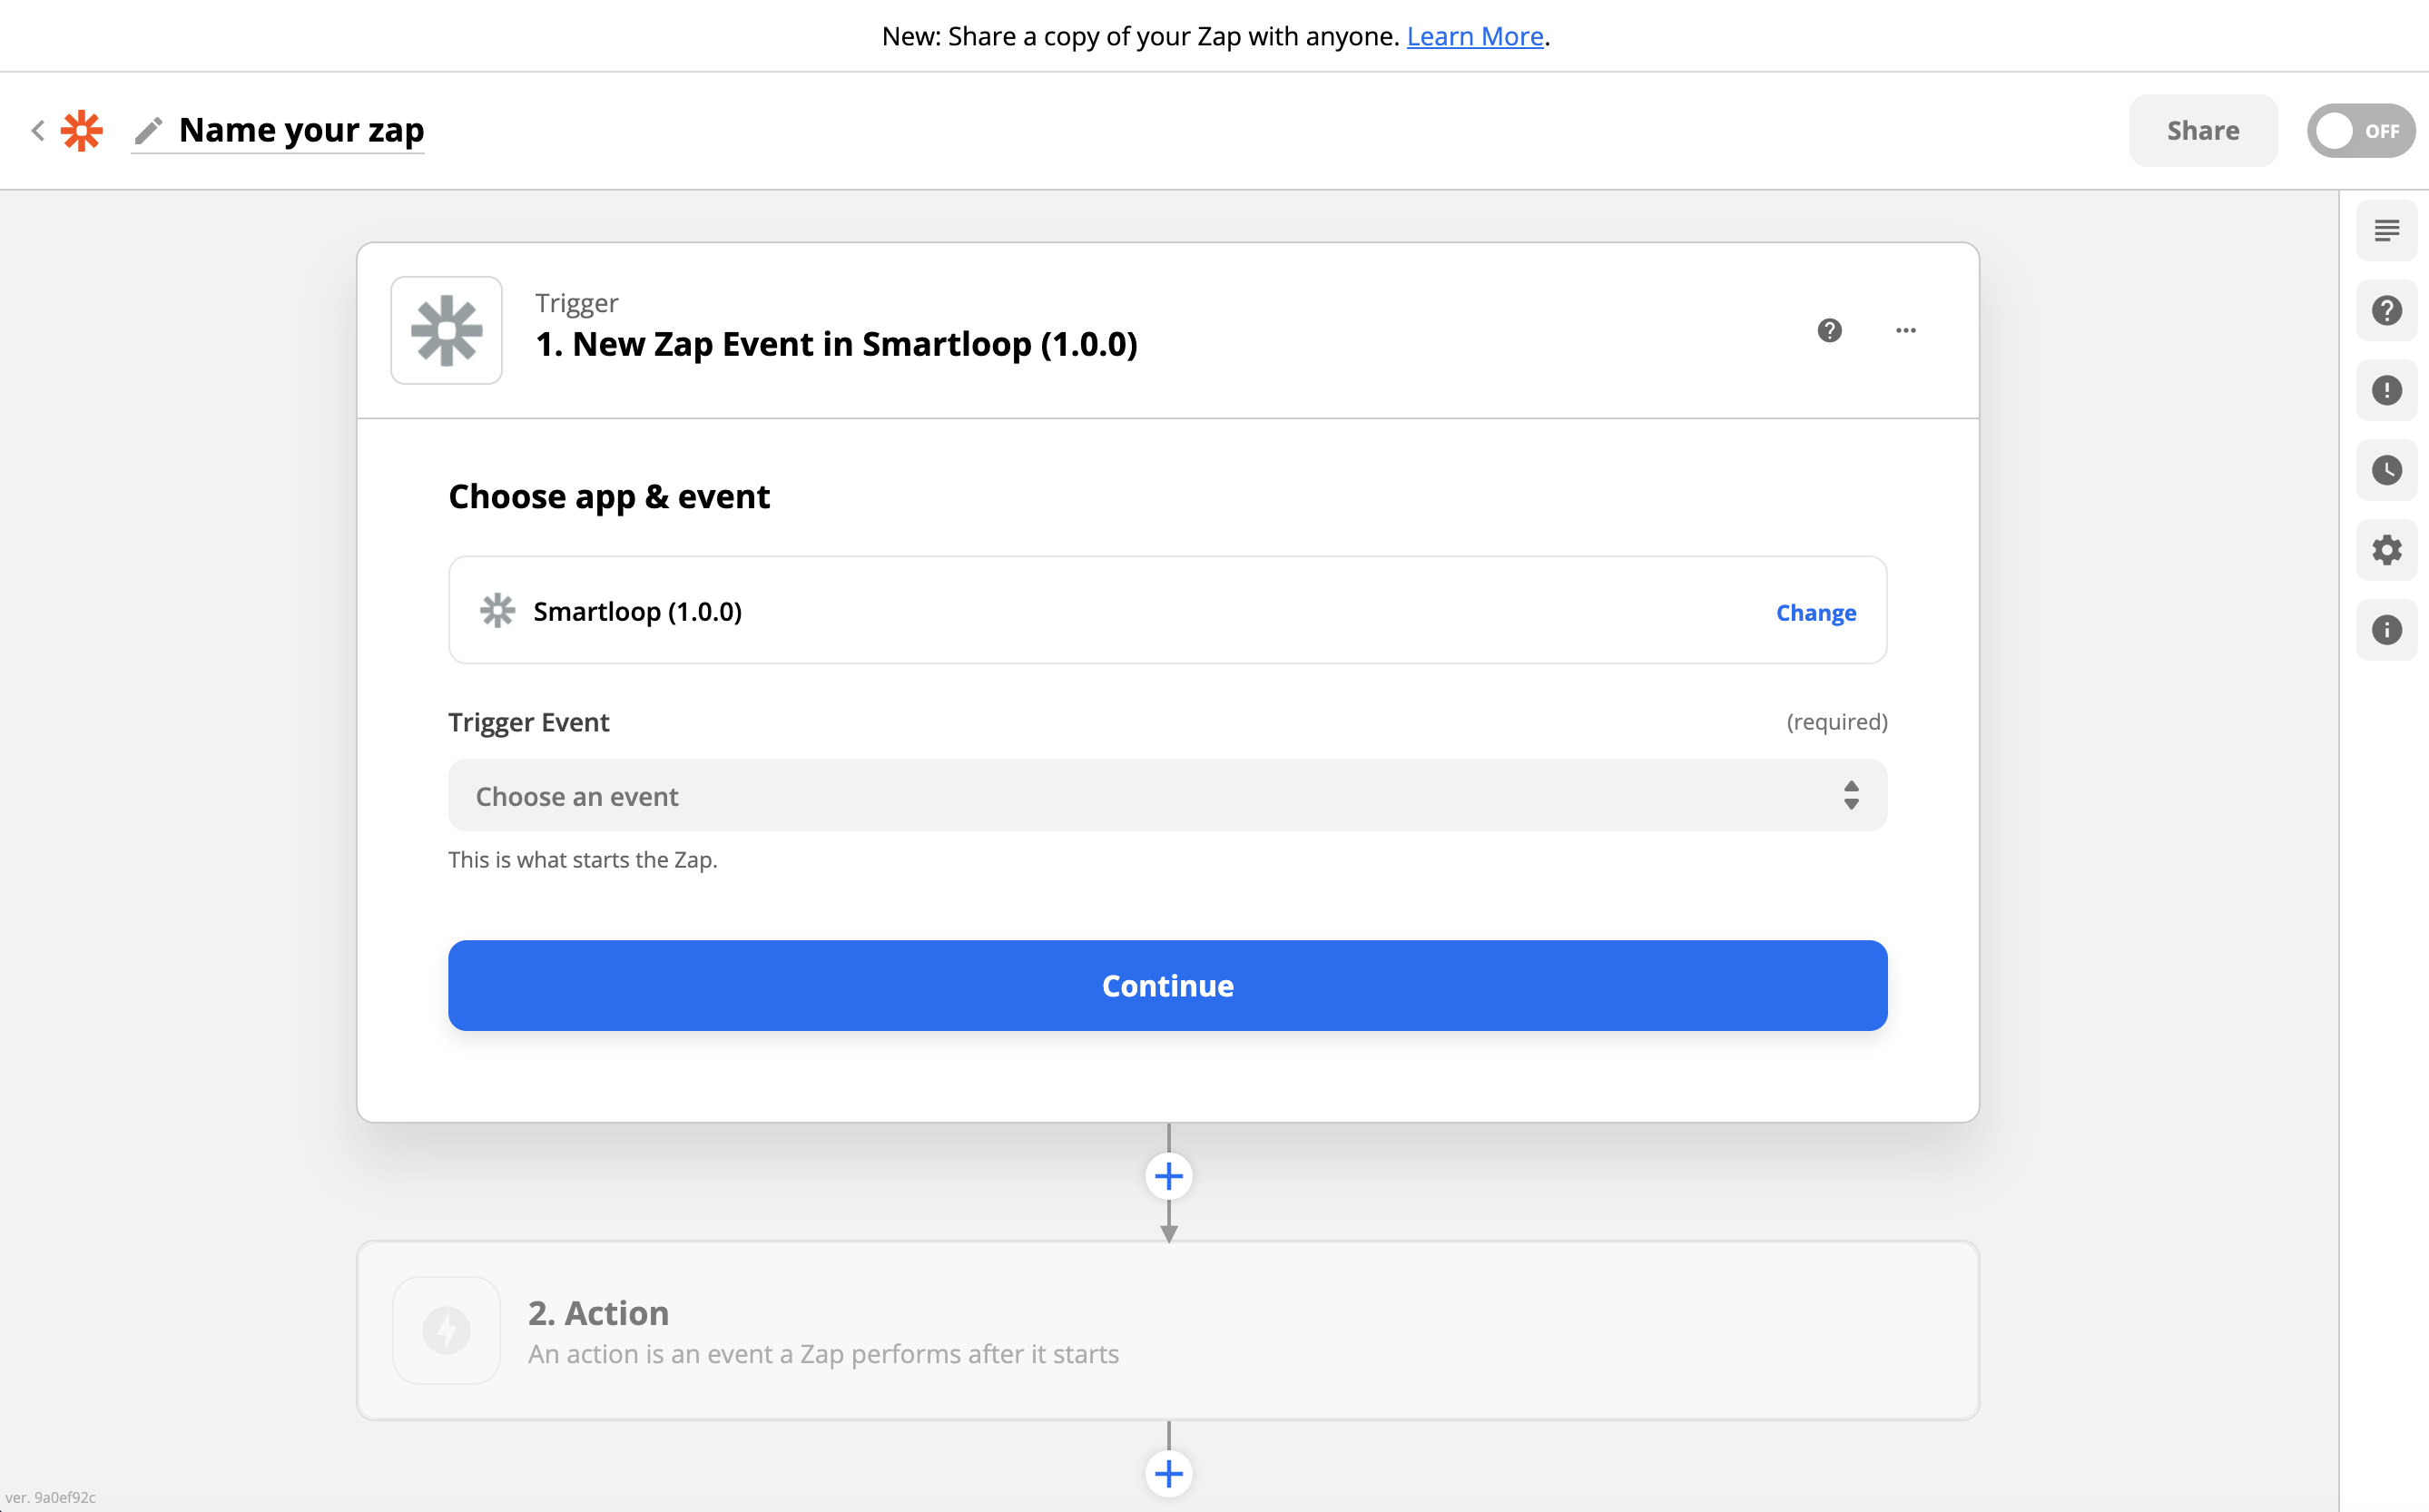 New: Share a copy of your Zap with anyone. Learn More.
Name your zap
Share
OFF
Trigger
1. New Zap Event in Smartloop (1.0.0)
Choose app & event
Smartloop (1.0.0)
Change
Trigger Event
(required)
Choose an event
This is what starts the Zap.
Continue
2. Action
An action is an event a Zap performs after it starts
ver. 9a0ef92c